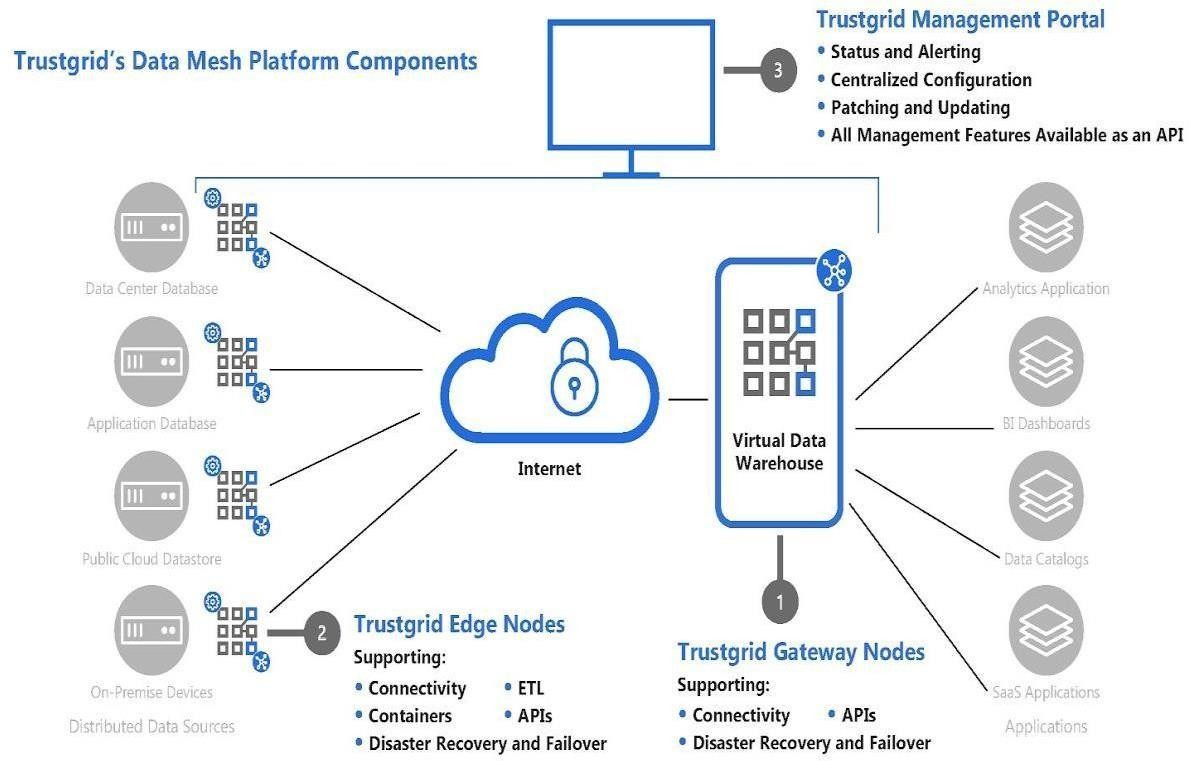 Trustgrid's Data Mesh Platform Components
3
Trustgrid Management Portal
• Status and Alerting
• Centralized Configuration
• Patching and Updating
• All Management Features Available as an API
Data Center Database
Application Database
Public Cloud Datastore
On-Premise Devices
Distributed Data Sources
Internet
Virtual Data
Warehouse
Analytics Application
BI Dashboards
Data Catalogs
SaaS Applications
Applications
2
Trustgrid Edge Nodes
Supporting:
• Connectivity • ETL
• Containers • APIs
• Disaster Recovery and Failover
1
Trustgrid Gateway Nodes
Supporting:
• Connectivity • APIs
• Disaster Recovery and Failover